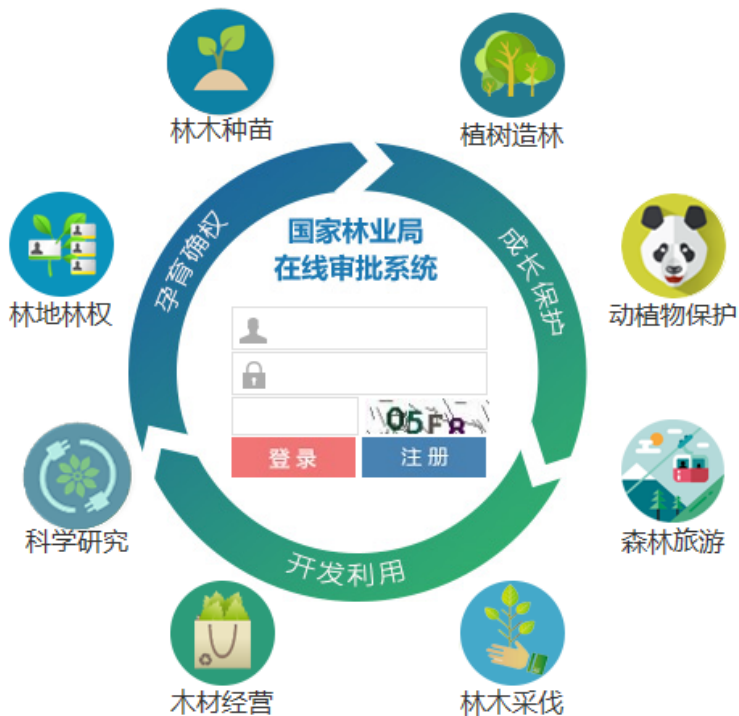 林木种苗
植树造林
孕育确权
国家林业局
在线审批系统
成长保护
林地林权
动植物保护
05F8
登录
注册
科学研究
森林旅游
开发利用
木材经营
林木采伐